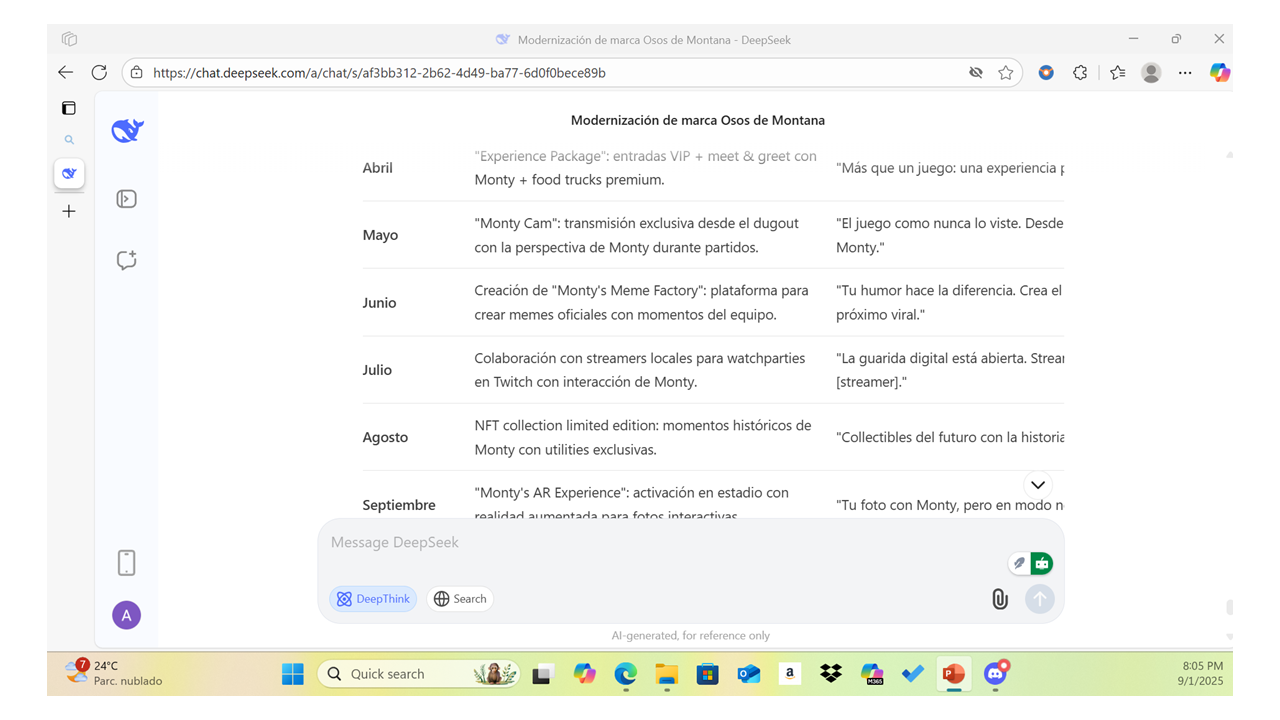 Modernización de marca Osos de Montana - DeepSeek
https://chat.deepseek.com/a/chat/s/af3bb312-2b62-4d49-ba77-6d0f0bece89b
Modernización de marca Osos de Montana
Abril
"Experience Package": entradas VIP + meet & greet con
Monty + food trucks premium.
"Más que un juego: una experiencia p
Mayo
"Monty Cam": transmisión exclusiva desde el dugout
con la perspectiva de Monty durante partidos.
"El juego como nunca lo viste. Desde
Monty."
Junio
Creación de "Monty's Meme Factory": plataforma para
crear memes oficiales con momentos del equipo.
"Tu humor hace la diferencia. Crea el
próximo viral."
Julio
Colaboración con streamers locales para watchparties
en Twitch con interacción de Monty.
"La guarida digital está abierta. Strear
[streamer]."
Agosto
NFT collection limited edition: momentos históricos de
Monty con utilities exclusivas.
"Collectibles del futuro con la historia
Septiembre
"Monty's AR Experience": activación en estadio con
realidad aumentada para fotos interactivas
"Tu foto con Monty, pero en modo n
Message DeepSeek
DeepThink
Search
A
AI-generated, for reference only
7
24°C
Parc. nublado
Quick search
a
M365
P
8:05 PM
9/1/2025